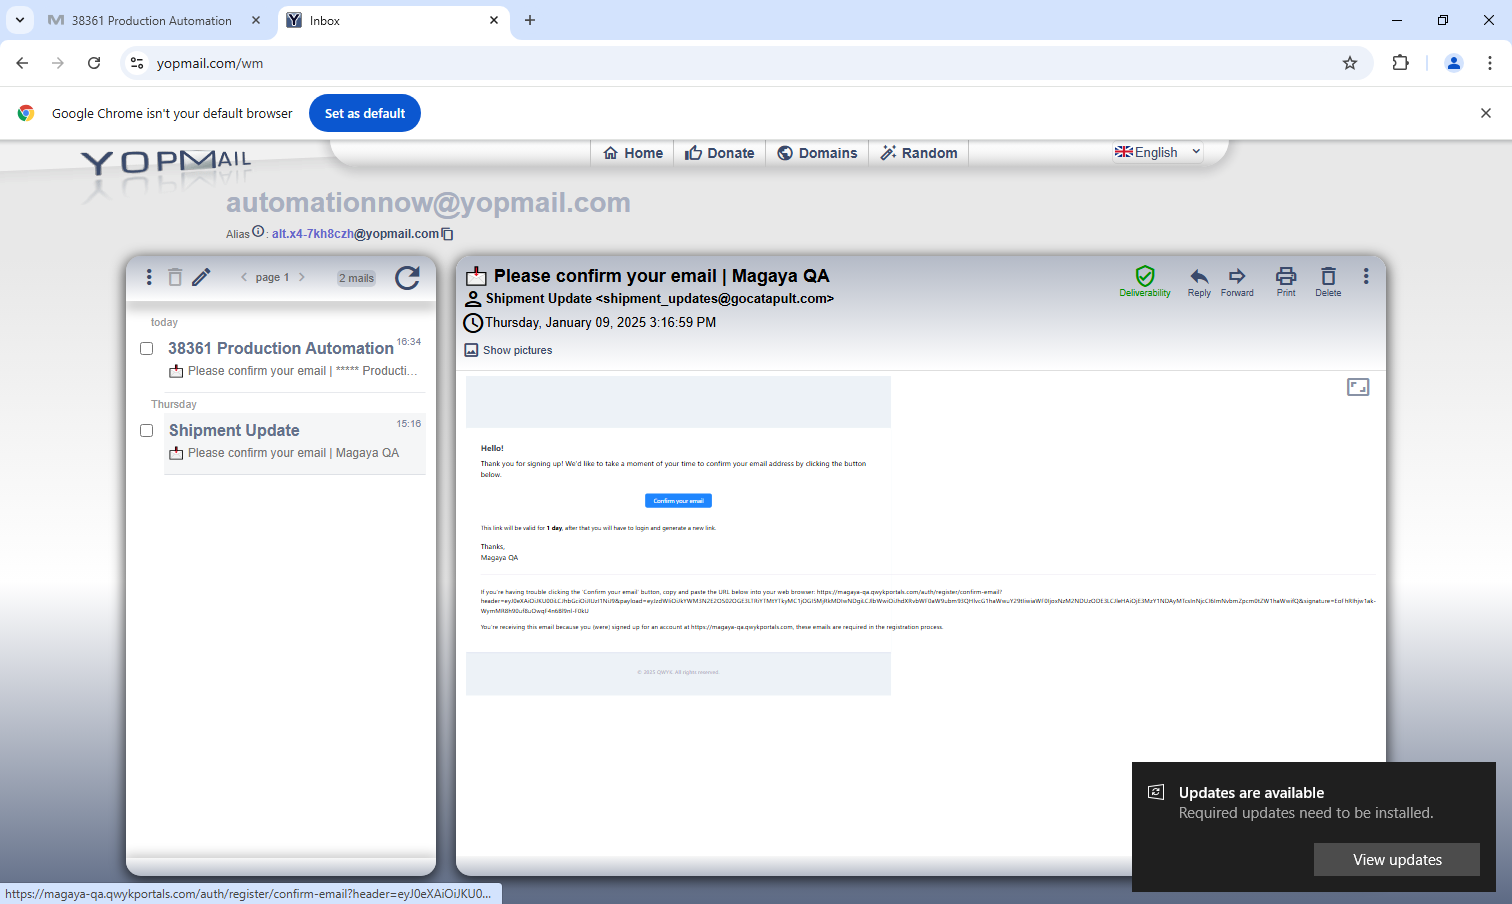 38361 Production Automation
Inbox
yopmail.com/wm
Google Chrome isn't your default browser
Set as default
YOPMAIL
Home
Donate
Domains
Random
English
automationnow@yopmail.com
Alias : alt.x4-7kh8czh@yopmail.com
page 1
2 mails
today
38361 Production Automation
16:34
Please confirm your email | ***** Producti...
Thursday
Shipment Update
15:16
Please confirm your email | Magaya QA
Please confirm your email | Magaya QA
Shipment Update <shipment_updates@gocatapult.com>
Thursday, January 09, 2025 3:16:59 PM
Show pictures
Deliverability
Reply
Forward
Print
Delete
Hello!
Thank you for signing up! We'd like to take a moment of your time to confirm your email address by clicking the button
below.
Confirm your email
This link will be valid for 1 day, after that you will have to login and generate a new link.
Thanks,
Magaya QA
If you're having trouble clicking the 'Confirm your email' button, copy and paste the URL below into your web browser: https://magaya-qa.qwykportals.com/auth/register/confirm-email?
You're receiving this email because you (were) signed up for an account at https://magaya-qa.qwykportals.com, these emails are required in the registration process.
© 2025 QWYK. All rights reserved.
Updates are available
Required updates need to be installed.
View updates
https://magaya-qa.qwykportals.com/auth/register/confirm-email?header=eyJ0eXAiOiJKU0...